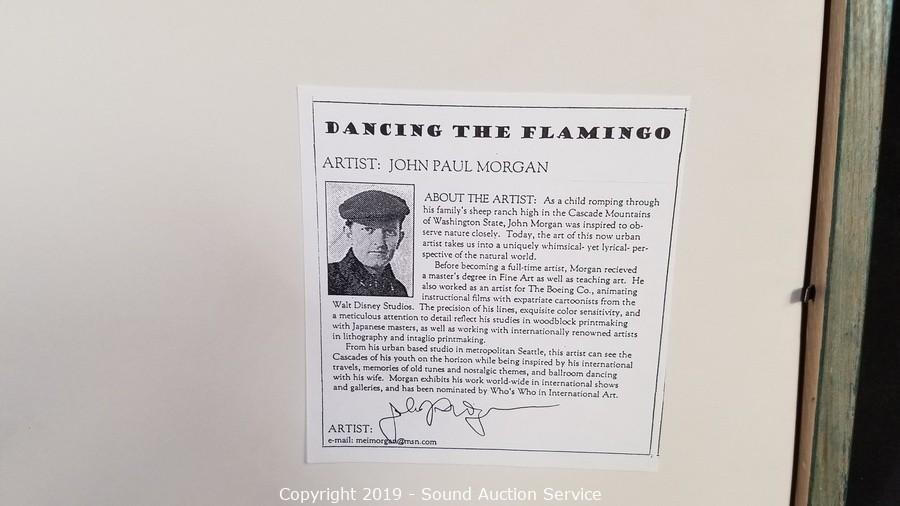 DANCING THE FLAMINGO
ARTIST: JOHN PAUL MORGAN
ABOUT THE ARTIST: As a child romping through
his family's sheep ranch high in the Cascade Mountains
of Washington State, John Morgan was inspired to ob-
serve nature closely. Today, the art of this now urban
artist takes us into a uniquely whimsical- yet lyrical- per-
spective of the natural world.
Before becoming a full-time artist, Morgan recieved
a master's degree in Fine Art as well as teaching art. He
also worked as an artist for The Boeing Co., animating
instructional films with expatriate cartoonists from the
Walt Disney Studios. The precision of his lines, exquisite color sensitivity, and
a meticulous attention to detail reflect his studies in woodblock printmaking
with Japanese masters, as well as working with internationally renowned artists
in lithography and intaglio printmaking.
From his urban based studio in metropolitan Seattle, this artist can see the
Cascades of his youth on the horizon while being inspired by his international
travels, memories of old tunes and nostalgic themes, and ballroom dancing
with his wife. Morgan exhibits his work world-wide in international shows
and galleries, and has been nominated by Who's Who in International Art.
ARTIST:
e-mail: meimorgan@msn.com
Copyright 2019 - Sound Auction Service